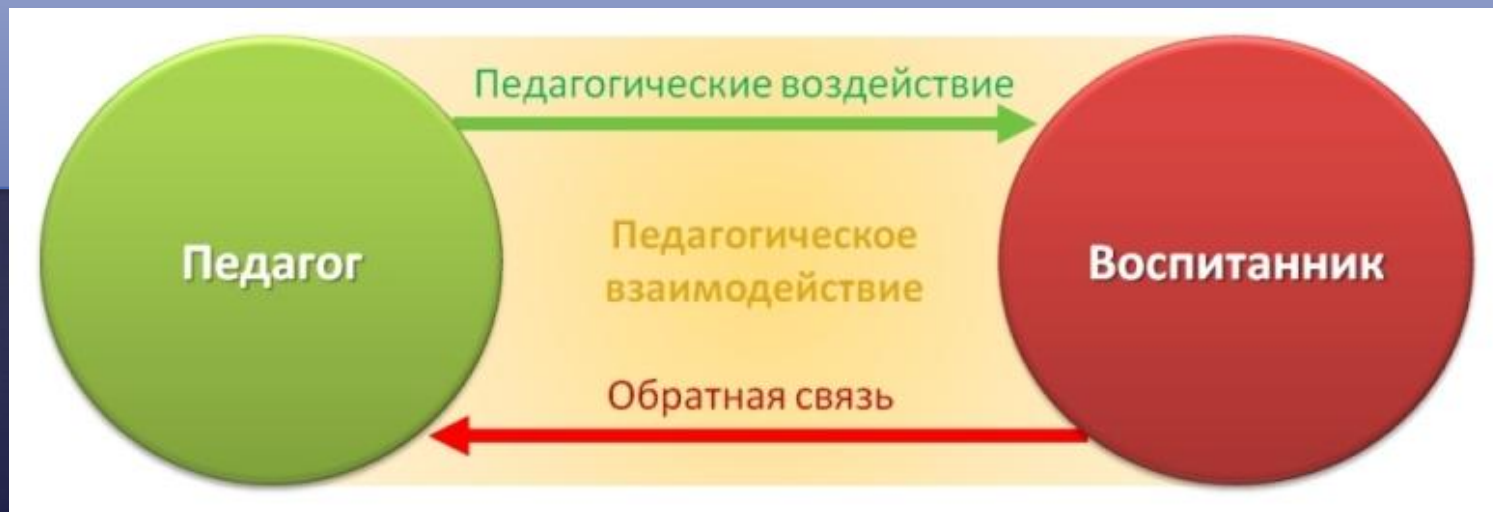 Педагогические воздействие
Педагог
Педагогическое
взаимодействие
Воспитанник
Обратная связь